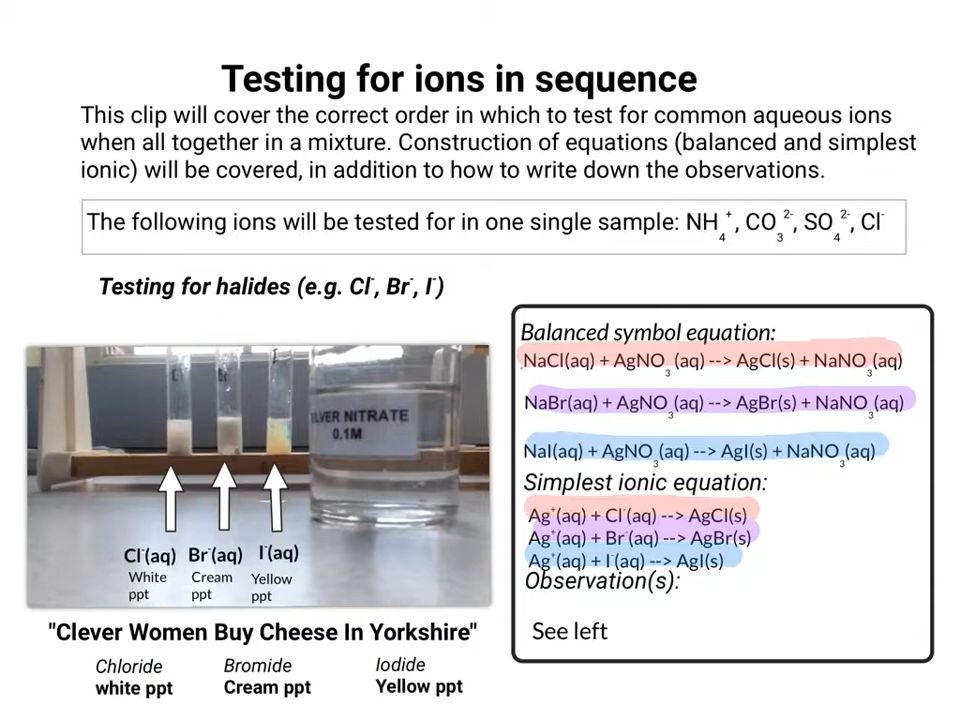 Testing for ions in sequence
This clip will cover the correct order in which to test for common aqueous ions
when all together in a mixture. Construction of equations (balanced and simplest
ionic) will be covered, in addition to how to write down the observations.
The following ions will be tested for in one single sample: NH₄⁺, CO₃²⁻, SO₄²⁻, Cl⁻
Testing for halides (e.g. Cl⁻, Br⁻, I⁻)
Br
I
NITRATE
0.1M
Cl⁻(aq) Br⁻(aq) I⁻(aq)
White Cream Yellow
ppt ppt ppt
"Clever Women Buy Cheese In Yorkshire"
Chloride Bromide Iodide
white ppt Cream ppt Yellow ppt
Balanced symbol equation:
NaCl(aq) + AgNO₃(aq) --> AgCl(s) + NaNO₃(aq)
NaBr(aq) + AgNO₃(aq) --> AgBr(s) + NaNO₃(aq)
NaI(aq) + AgNO₃(aq) --> AgI(s) + NaNO₃(aq)
Simplest ionic equation:
Ag⁺(aq) + Cl⁻(aq) --> AgCl(s)
Ag⁺(aq) + Br⁻(aq) --> AgBr(s)
Ag⁺(aq) + I⁻(aq) --> AgI(s)
Observation(s):
See left